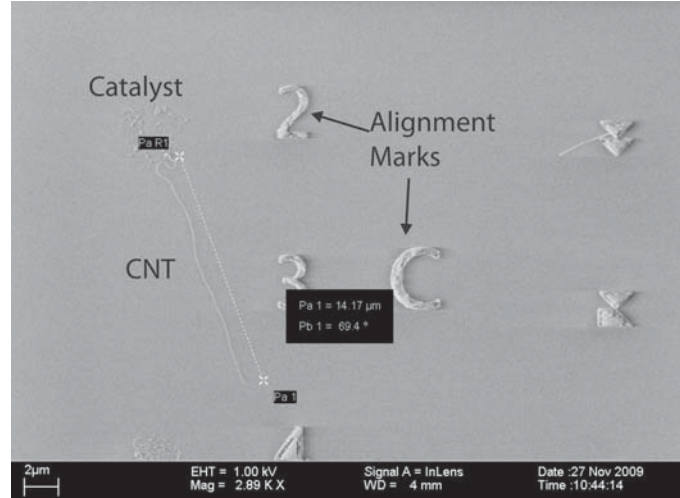 Catalyst
2
Pa R1
Alignment
Marks
CNT
3
C
Pa 1 = 14.17 µm
Pb 1 = 69.4 °
Pa 1
2µm
EHT = 1.00 kV
Signal A = InLens
Date :27 Nov 2009
Mag = 2.89 K X
WD = 4 mm
Time :10:44:14